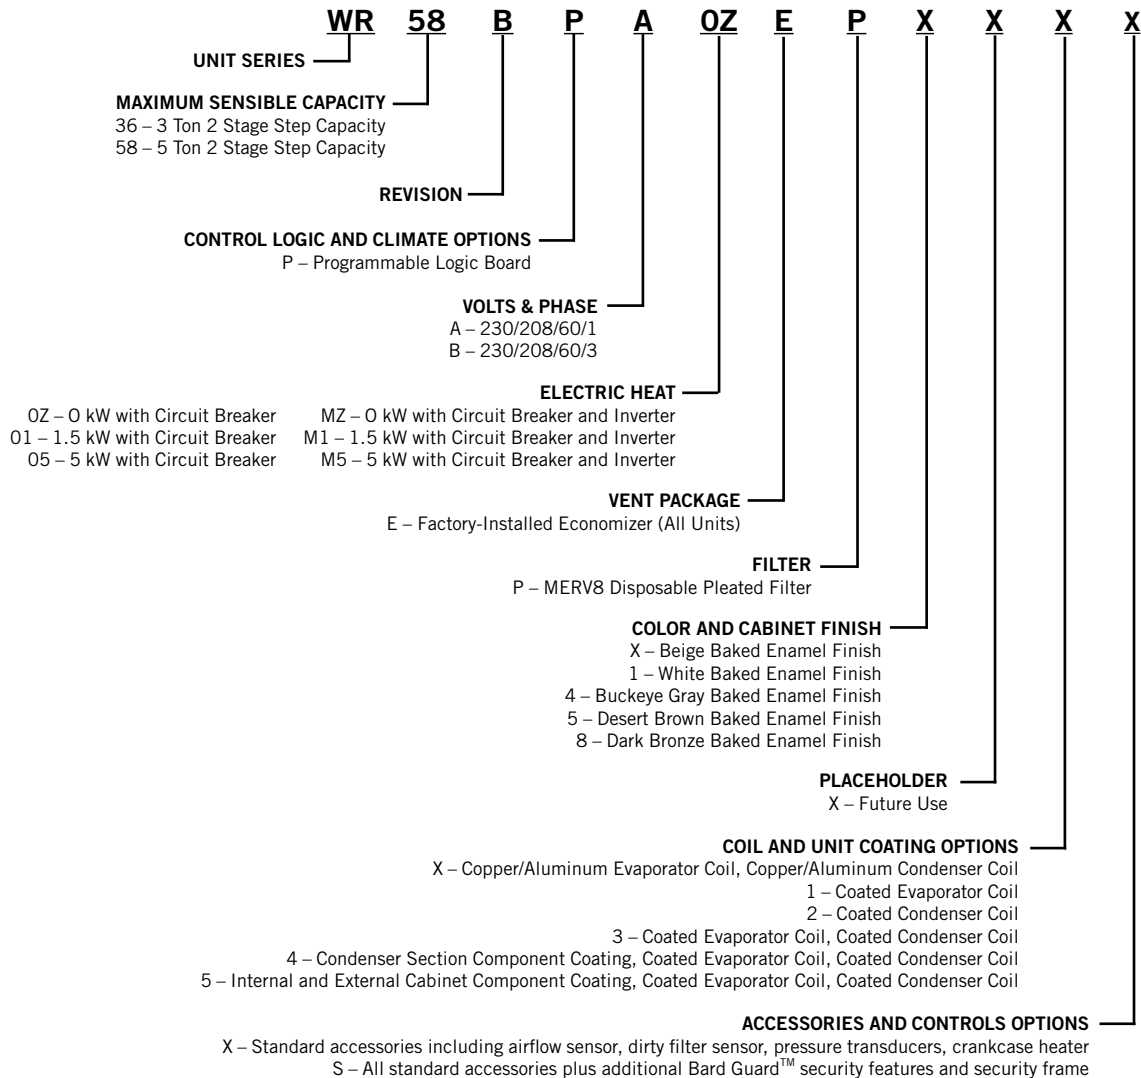 WR 58 B P A 0Z E P X X X X
UNIT SERIES
MAXIMUM SENSIBLE CAPACITY
36 – 3 Ton 2 Stage Step Capacity
58 – 5 Ton 2 Stage Step Capacity
REVISION
CONTROL LOGIC AND CLIMATE OPTIONS
P – Programmable Logic Board
VOLTS & PHASE
A – 230/208/60/1
B – 230/208/60/3
ELECTRIC HEAT
0Z – O kW with Circuit Breaker MZ – O kW with Circuit Breaker and Inverter
01 – 1.5 kW with Circuit Breaker M1 – 1.5 kW with Circuit Breaker and Inverter
05 – 5 kW with Circuit Breaker M5 – 5 kW with Circuit Breaker and Inverter
VENT PACKAGE
E – Factory-Installed Economizer (All Units)
FILTER
P – MERV8 Disposable Pleated Filter
COLOR AND CABINET FINISH
X – Beige Baked Enamel Finish
1 – White Baked Enamel Finish
4 – Buckeye Gray Baked Enamel Finish
5 – Desert Brown Baked Enamel Finish
8 – Dark Bronze Baked Enamel Finish
PLACEHOLDER
X – Future Use
COIL AND UNIT COATING OPTIONS
X – Copper/Aluminum Evaporator Coil, Copper/Aluminum Condenser Coil
1 – Coated Evaporator Coil
2 – Coated Condenser Coil
3 – Coated Evaporator Coil, Coated Condenser Coil
4 – Condenser Section Component Coating, Coated Evaporator Coil, Coated Condenser Coil
5 – Internal and External Cabinet Component Coating, Coated Evaporator Coil, Coated Condenser Coil
ACCESSORIES AND CONTROLS OPTIONS
X – Standard accessories including airflow sensor, dirty filter sensor, pressure transducers, crankcase heater
S – All standard accessories plus additional Bard Guard™ security features and security frame